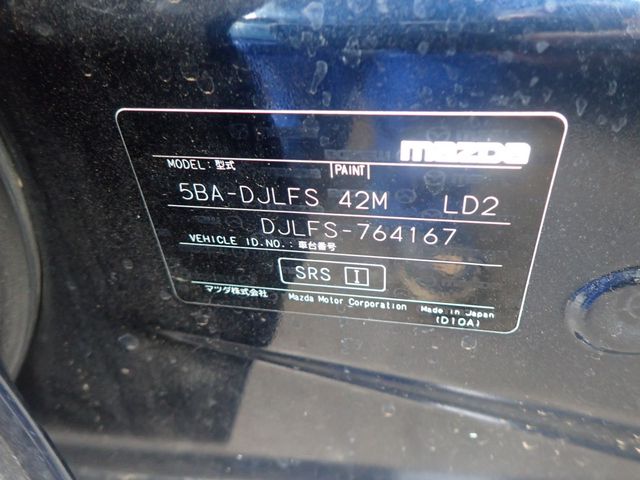 mazda
MODEL: 型式 PAINT
5BA-DJLFS 42M LD2
DJLFS-764167
VEHICLE ID.NO.: 車台番号
SRS I
マツダ株式会社 Mazda Motor Corporation Made in Japan
(D10A)